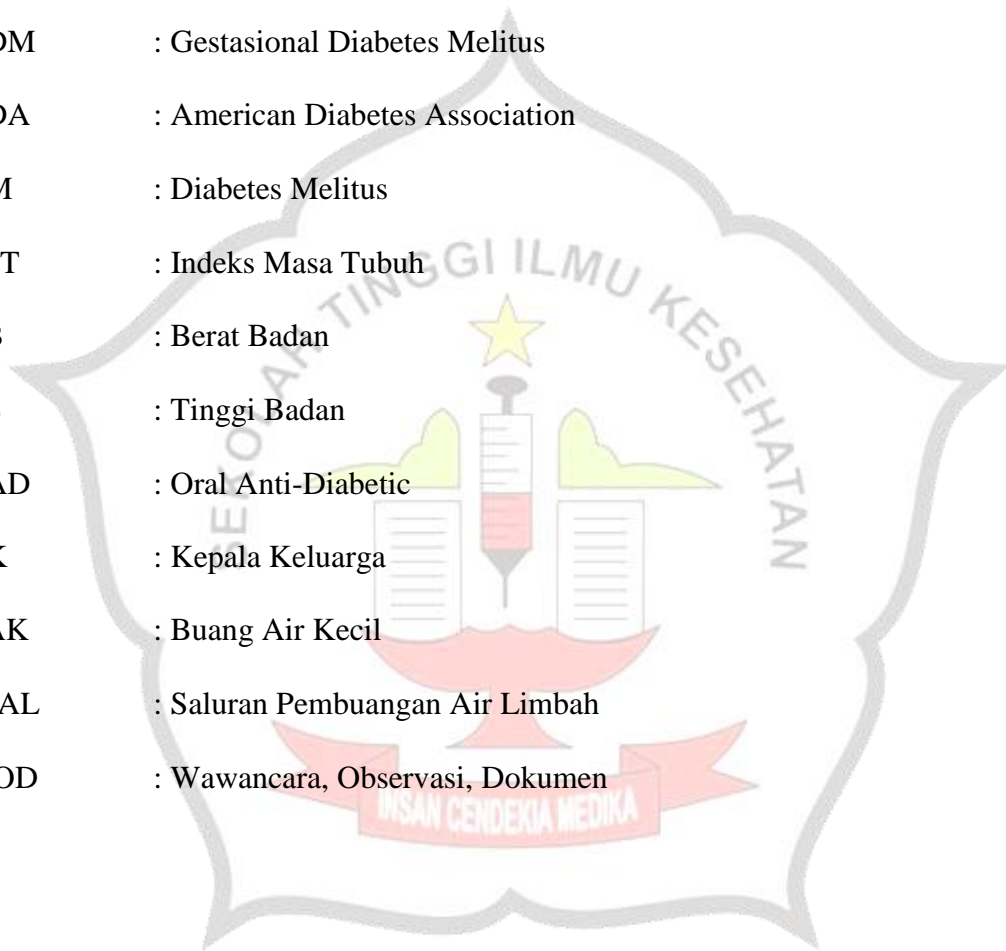 DM : Gestasional Diabetes Melitus
DA : American Diabetes Association
M : Diabetes Melitus
T : Indeks Masa Tubuh
: Berat Badan
: Tinggi Badan
AD : Oral Anti-Diabetic
K : Kepala Keluarga
AK : Buang Air Kecil
AL : Saluran Pembuangan Air Limbah
OD : Wawancara, Observasi, Dokumen
SEKOLAH TINGGI ILMU KESEHATAN
INSAN CENDEKIA MEDIKA